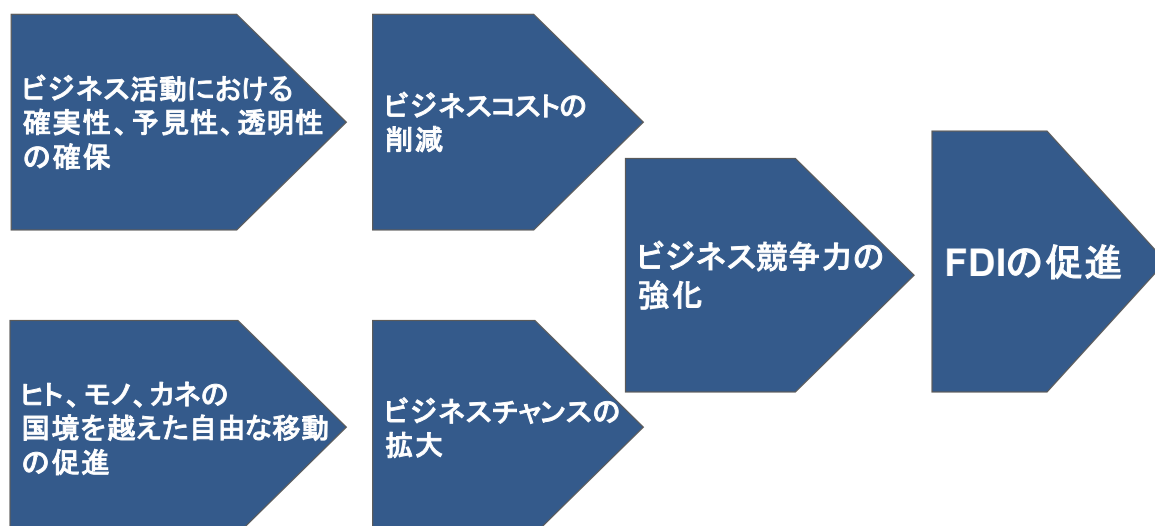 ビジネス活動における
確実性、予見性、透明性
の確保
ビジネスコストの
削減
ビジネス競争力の
強化
FDIの促進
ヒト、モノ、カネの
国境を越えた自由な移動
の促進
ビジネスチャンスの
拡大